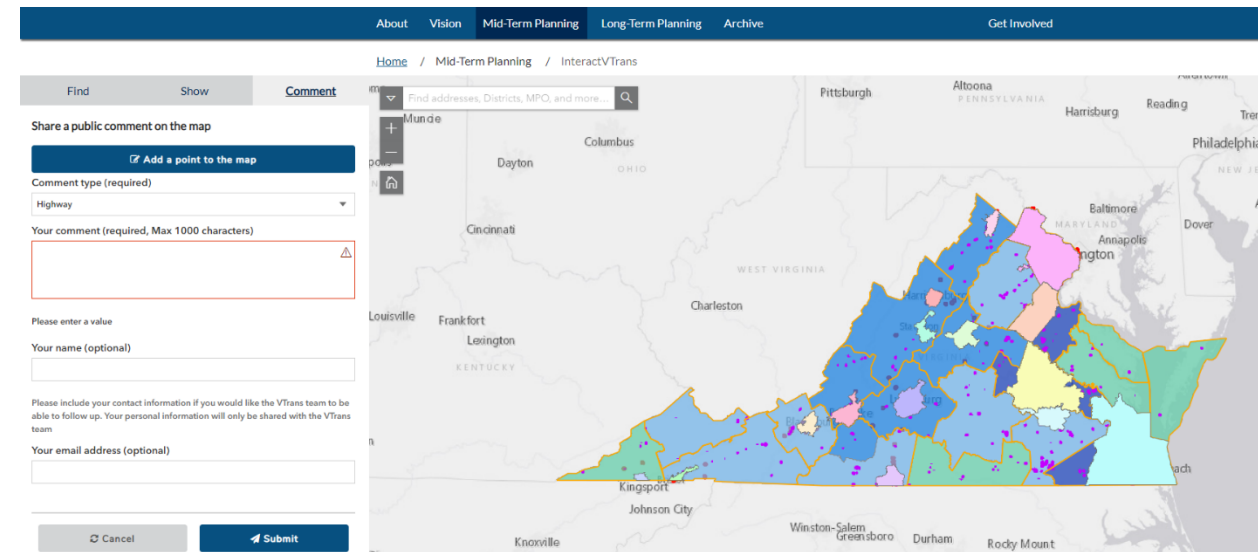 About Vision Mid-Term Planning Long-Term Planning Archive Get Involved
Home / Mid-Term Planning / InteractVTrans
Find Show Comment
Share a public comment on the map
Add a point to the map
Comment type (required)
Highway
Your comment (required, Max 1000 characters)
Please enter a value
Your name (optional)
Please include your contact information if you would like the VTrans team to be
able to follow up. Your personal information will only be shared with the VTrans
team
Your email address (optional)
Cancel Submit
Find addresses, Districts, MPO, and more...
+
−
Muncie
Pittsburgh
Altoona
PENNSYLVANIA
Harrisburg
Reading
Philadelphia
Columbus
Dayton
OHIO
Cincinnati
Baltimore
MARYLAND
Dover
Annapolis
ngton
WEST VIRGINIA
Charleston
Louisville
Frankfort
Lexington
KENTUCKY
ach
Kingsport
Johnson City
Knoxville
Winston-Salem
Greensboro
Durham
Rocky Mount